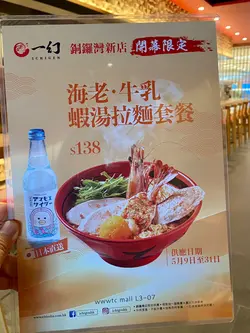 一幻
ICHIGEN
銅鑼灣新店
開幕限定
海老・牛乳
蝦湯拉麵套餐
$138
日本直送
供應日期
5月9日至31日
wwwtc mall L3-07